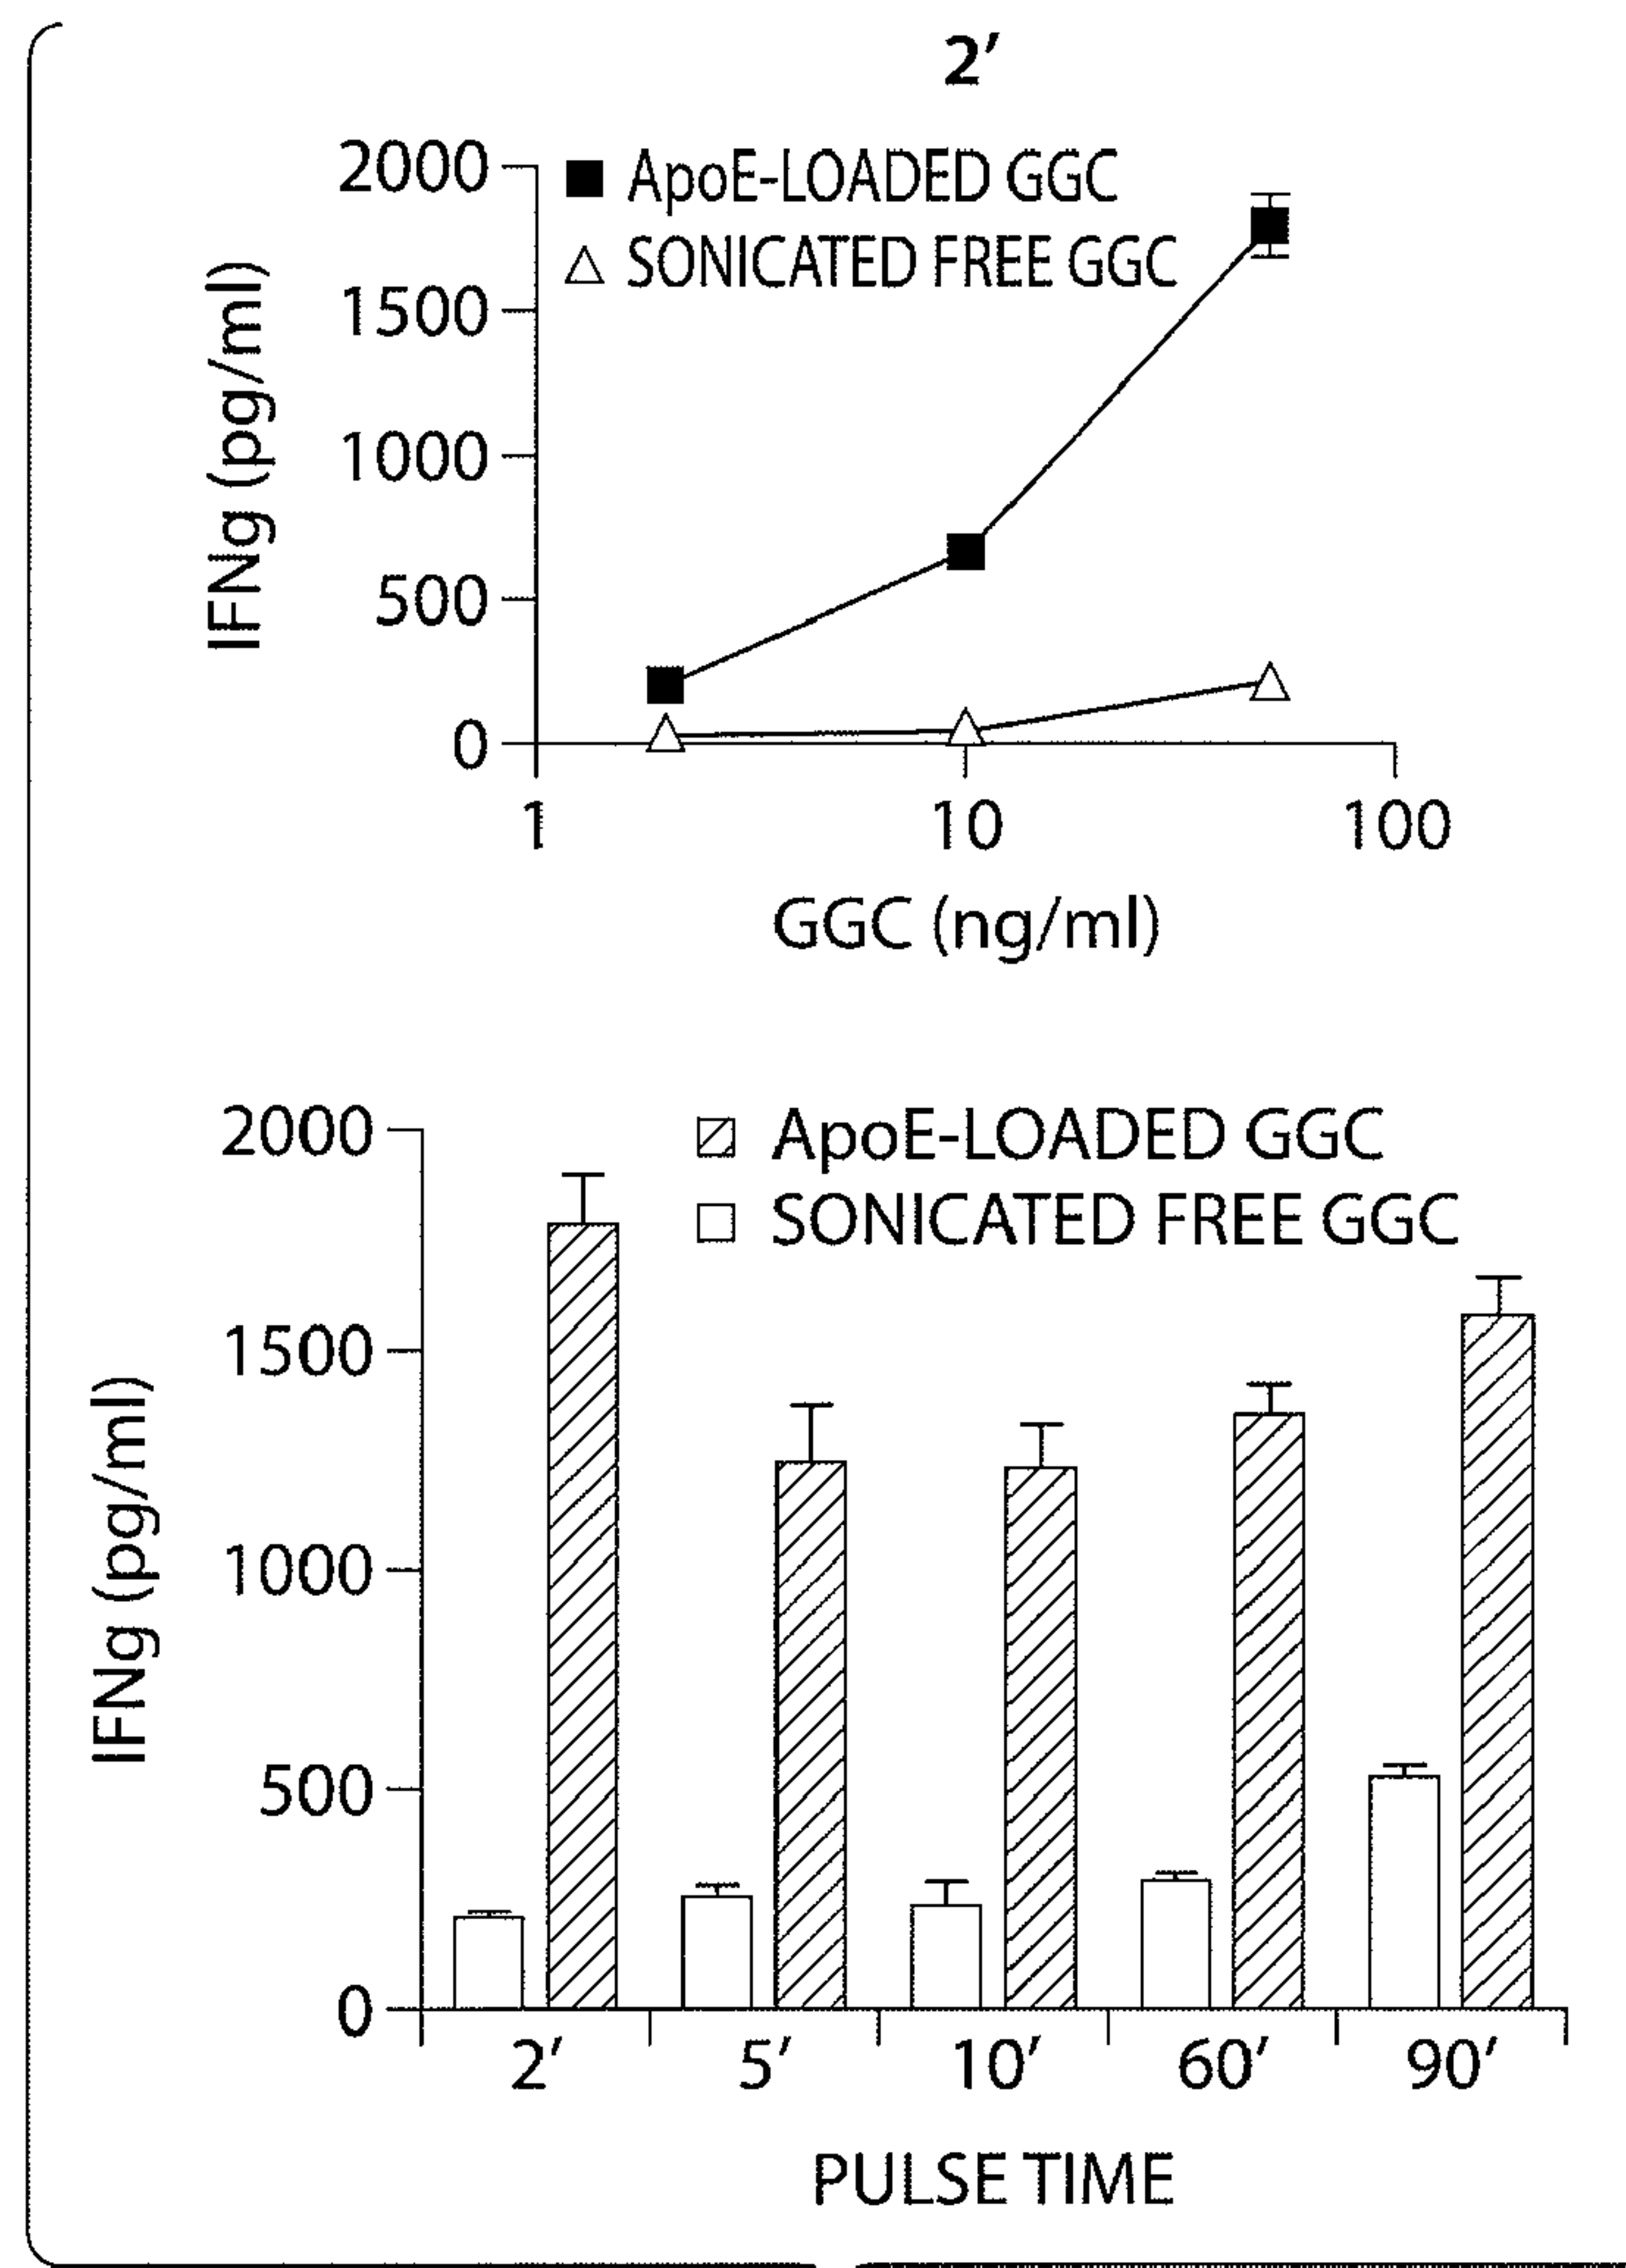 2′
2000
ApoE-LOADED GGC
SONICATED FREE GGC
1500
1000
500
0
IFNg (pg/ml)
1 10 100
GGC (ng/ml)
2000
ApoE-LOADED GGC
SONICATED FREE GGC
1500
1000
500
0
IFNg (pg/ml)
2′ 5′ 10′ 60′ 90′
PULSE TIME